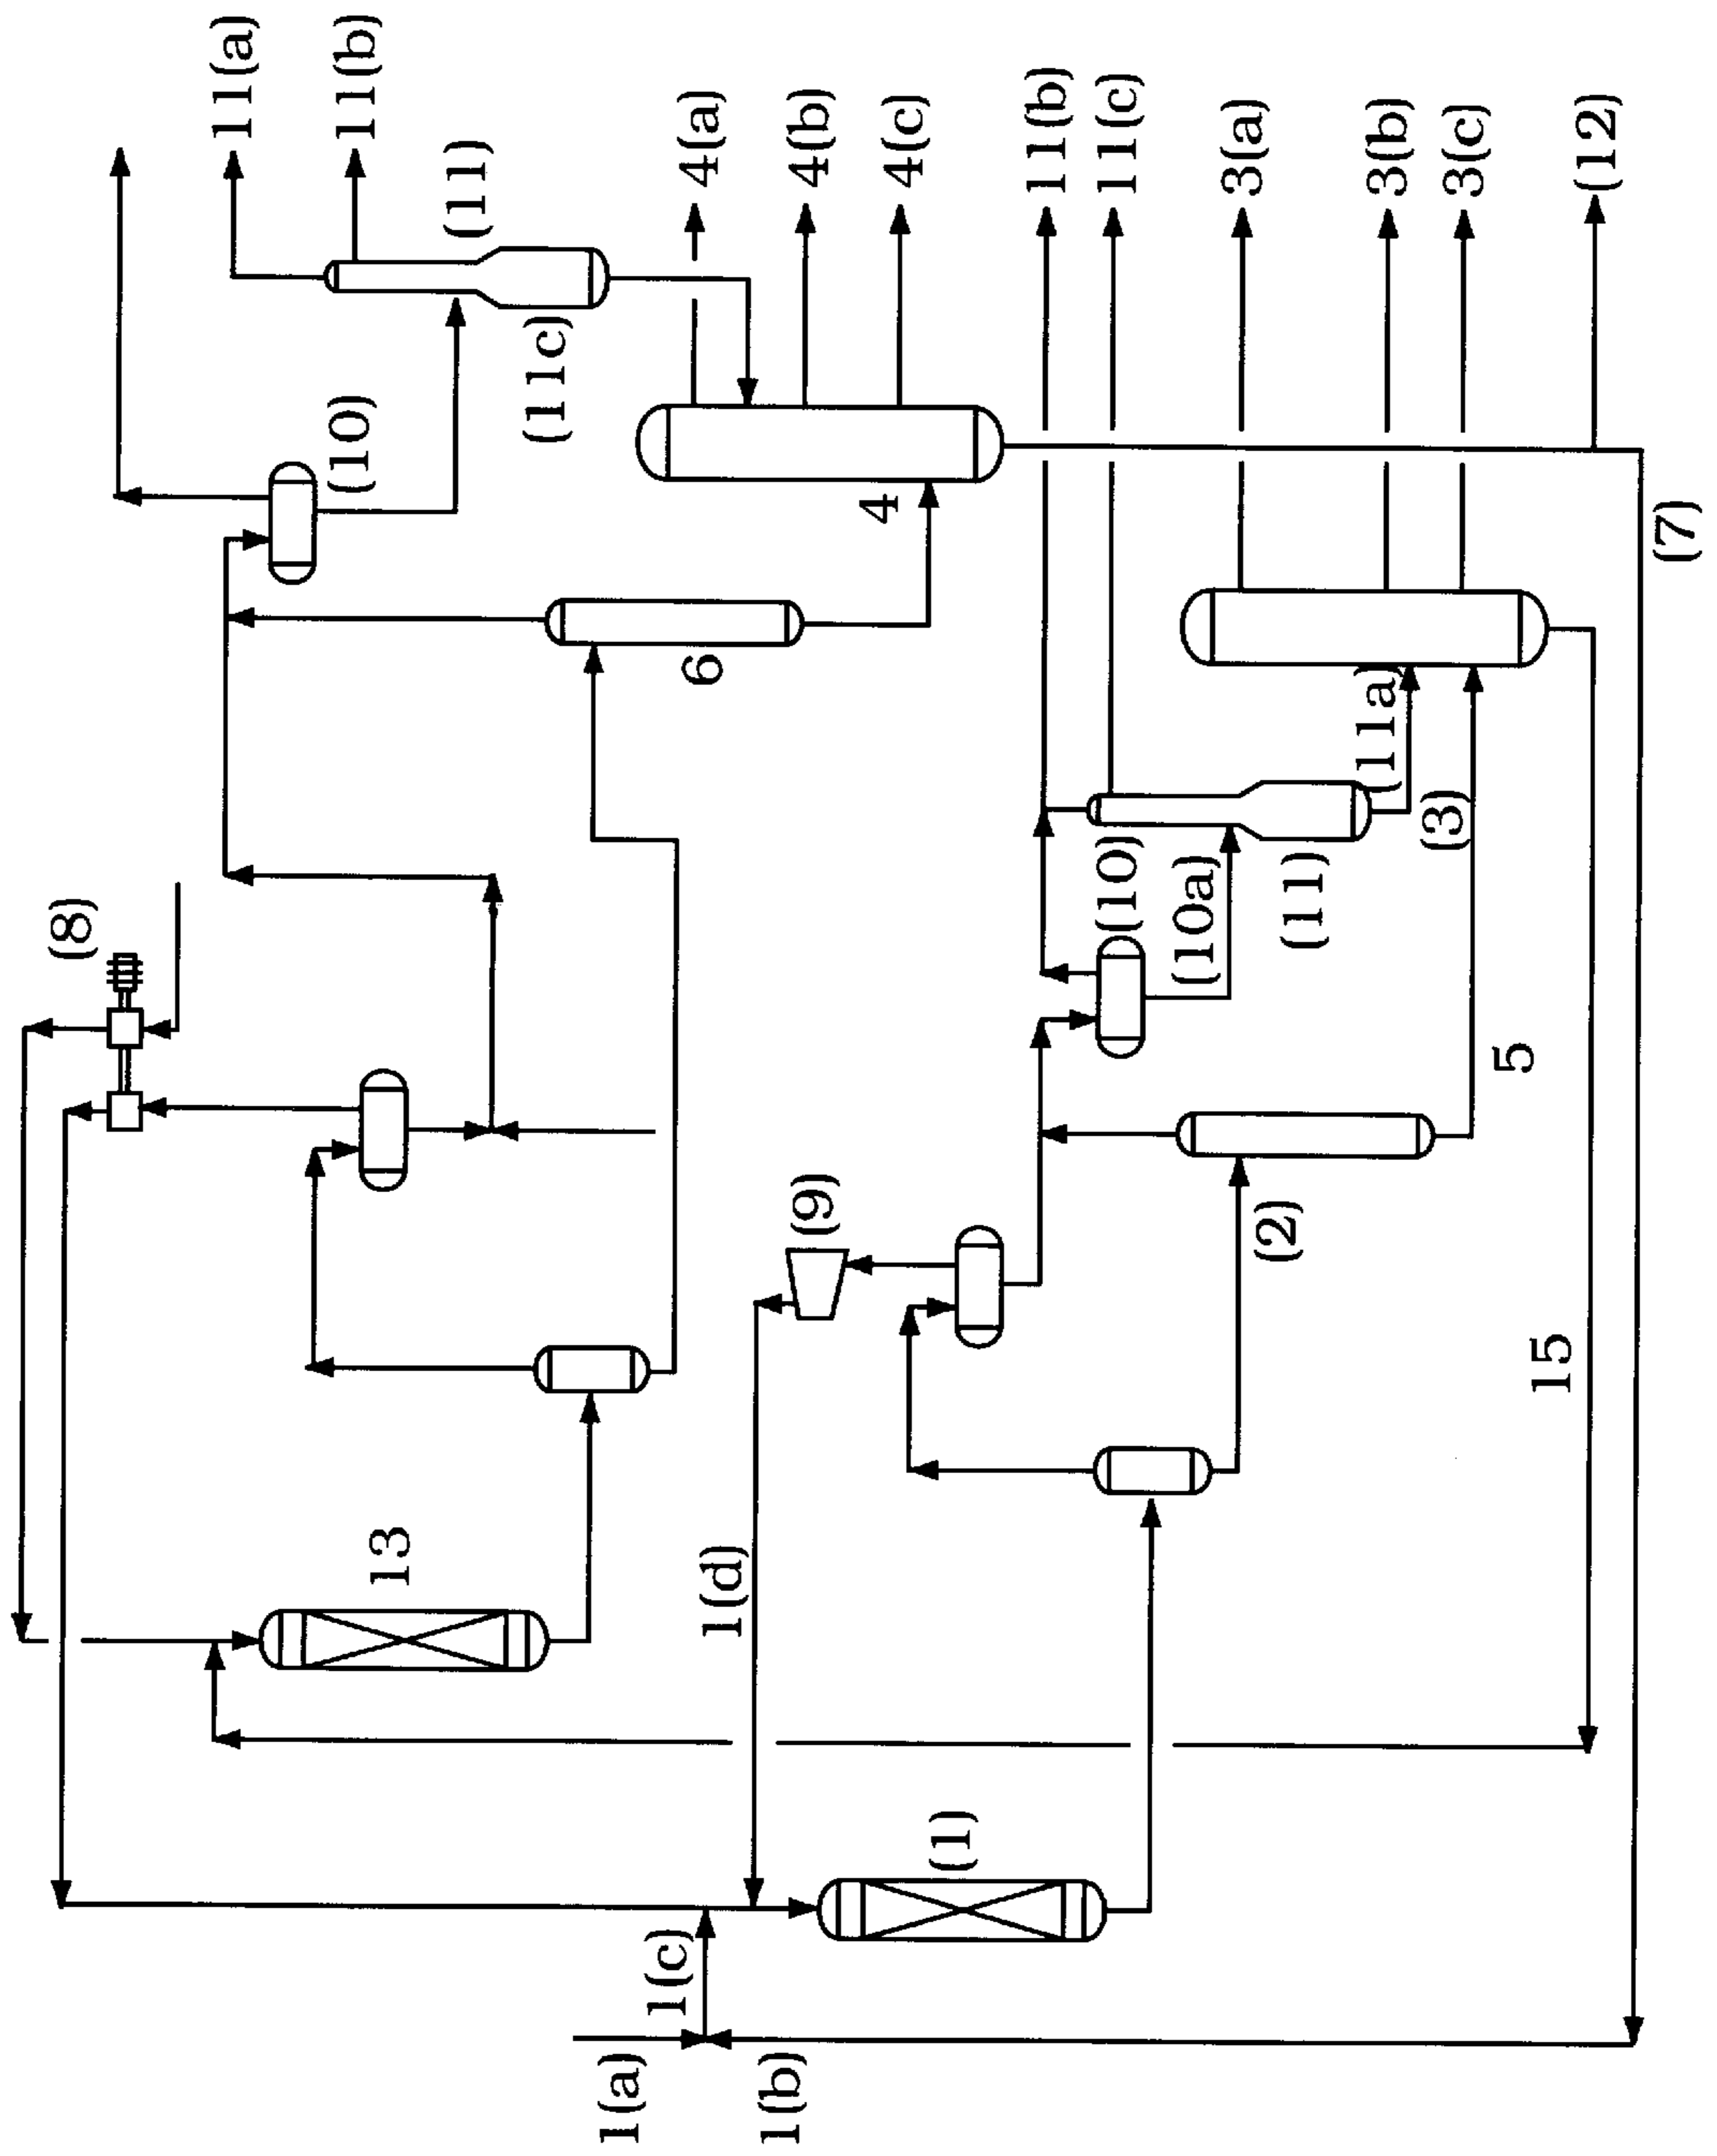 (8)
11(a)
(10)
11(b)
13
(11)
(11c)
1(a)
1(c)
6
4(a)
1(d)
1(b)
(9)
4(b)
4
4(c)
(1)
11(b)
(10)
11(c)
(10a)
3(a)
(2)
(11)
(11a)
3(b)
(3)
3(c)
5
15
(12)
(7)